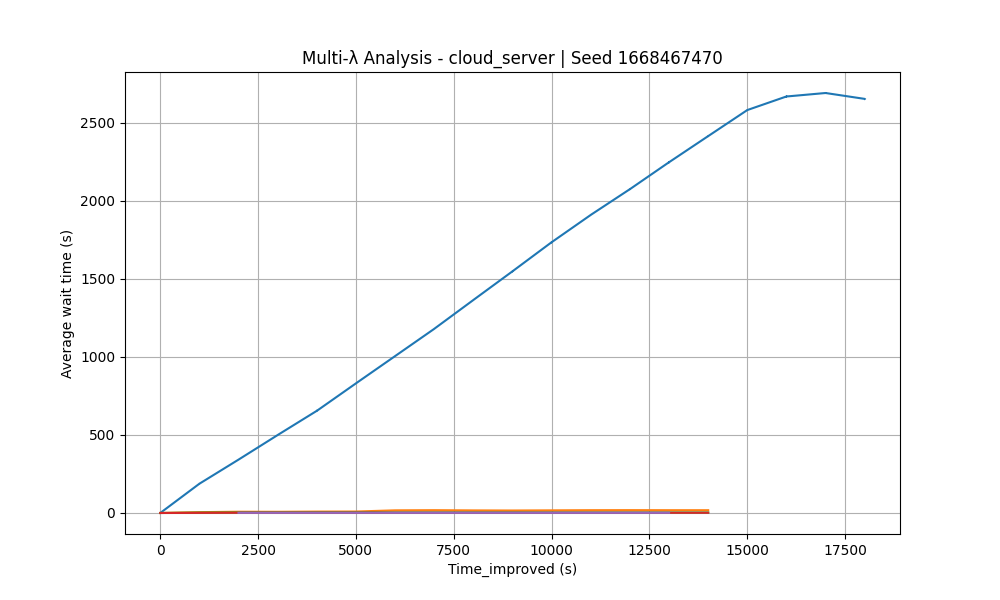 Multi-λ Analysis - cloud_server | Seed 1668467470
Average wait time (s)
2500
2000
1500
1000
500
0
0 2500 5000 7500 10000 12500 15000 17500
Time_improved (s)